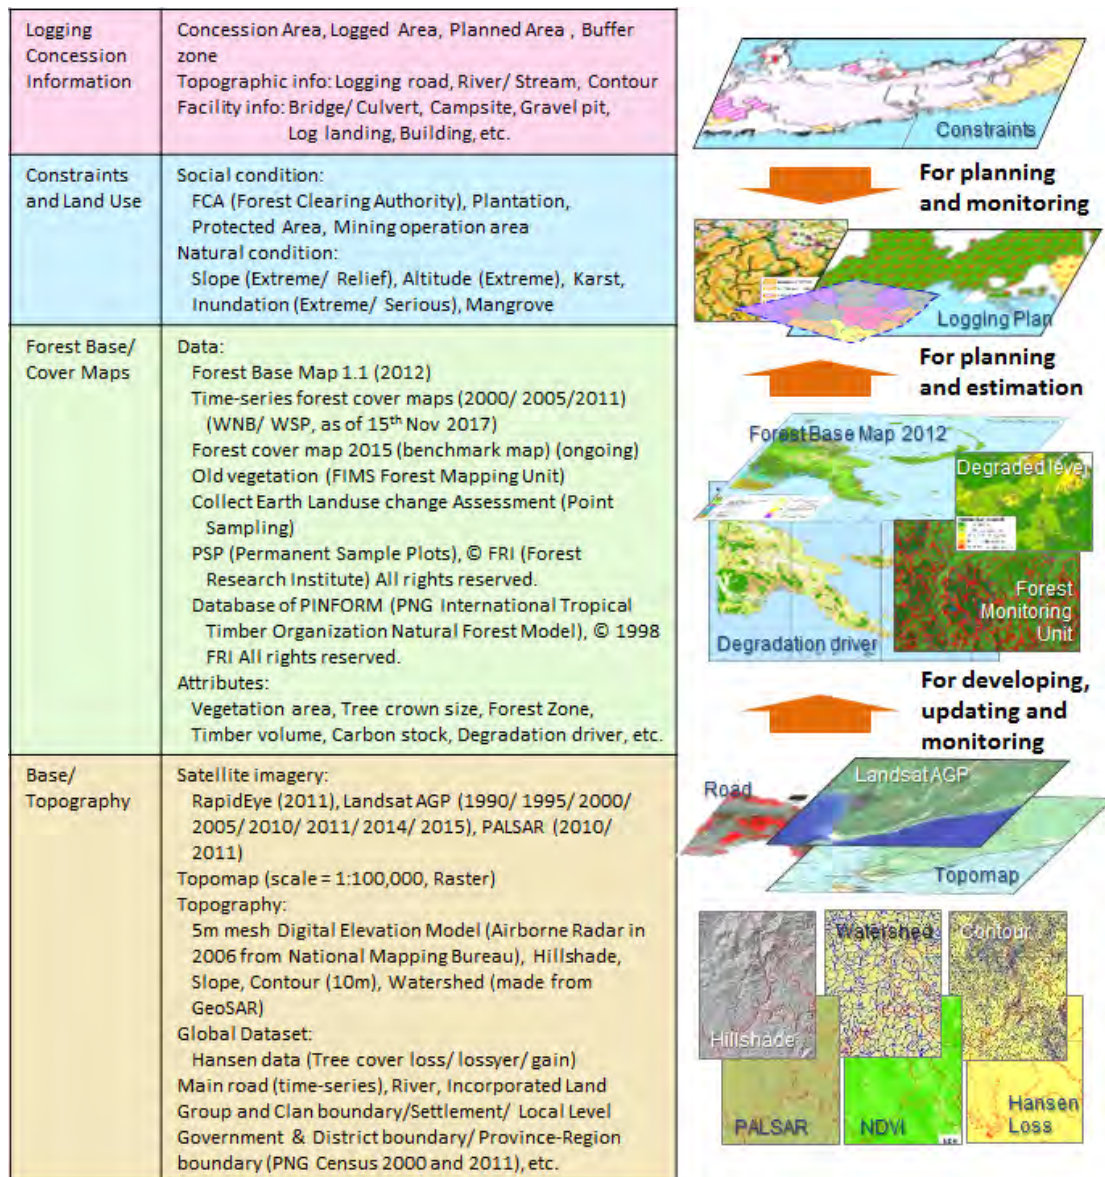 Logging
Concession
Information
Concession Area, Logged Area, Planned Area , Buffer
zone
Topographic info: Logging road, River/ Stream, Contour
Facility info: Bridge/ Culvert, Campsite, Gravel pit,
Log landing, Building, etc.
Constraints
and Land Use
Social condition:
FCA (Forest Clearing Authority), Plantation,
Protected Area, Mining operation area
Natural condition:
Slope (Extreme/ Relief), Altitude (Extreme), Karst,
Inundation (Extreme/ Serious), Mangrove
Forest Base/
Cover Maps
Data:
Forest Base Map 1.1 (2012)
Time-series forest cover maps (2000/ 2005/2011)
(WNB/ WSP, as of 15th Nov 2017)
Forest cover map 2015 (benchmark map) (ongoing)
Old vegetation (FIMS Forest Mapping Unit)
Collect Earth Landuse change Assessment (Point
Sampling)
PSP (Permanent Sample Plots), © FRI (Forest
Research Institute) All rights reserved.
Database of PINFORM (PNG International Tropical
Timber Organization Natural Forest Model), © 1998
FRI All rights reserved.
Attributes:
Vegetation area, Tree crown size, Forest Zone,
Timber volume, Carbon stock, Degradation driver, etc.
Base/
Topography
Satellite imagery:
RapidEye (2011), Landsat AGP (1990/ 1995/ 2000/
2005/ 2010/ 2011/ 2014/ 2015), PALSAR (2010/
2011)
Topomap (scale = 1:100,000, Raster)
Topography:
5m mesh Digital Elevation Model (Airborne Radar in
2006 from National Mapping Bureau), Hillshade,
Slope, Contour (10m), Watershed (made from
GeoSAR)
Global Dataset:
Hansen data (Tree cover loss/ lossyer/ gain)
Main road (time-series), River, Incorporated Land
Group and Clan boundary/Settlement/ Local Level
Government & District boundary/ Province-Region
boundary (PNG Census 2000 and 2011), etc.
Constraints
For planning
and monitoring
Logging Plan
For planning
and estimation
Forest Base Map 2012
Degraded level
Forest
Monitoring
Unit
Degradation driver
For developing,
updating and
monitoring
Landsat AGP
Road
Topomap
Watershed
Contour
Hillshade
PALSAR
NDVI
Hansen
Loss